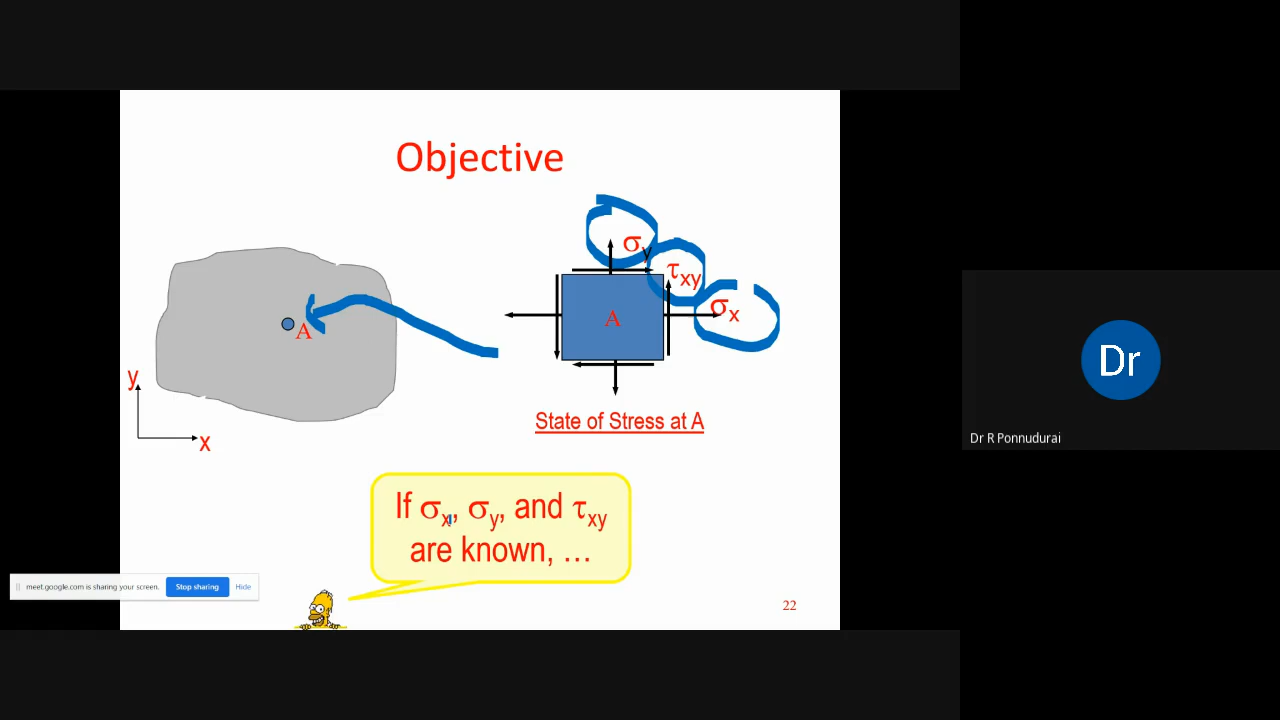 Objective
σy
τxy
σx
A
A
y
x
State of Stress at A
If σx, σy, and τxy
are known, …
meet.google.com is sharing your screen.
Stop sharing
Hide
22
Dr
Dr R Ponnudurai